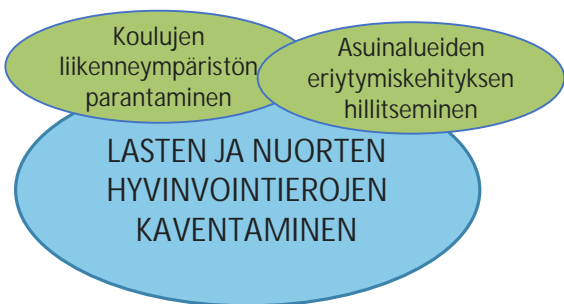 Koulujen
liikenneympäristön
parantaminen
Asuinalueiden
eriytymiskehityksen
hillitseminen
LASTEN JA NUORTEN
HYVINVOINTIEROJEN
KAVENTAMINEN